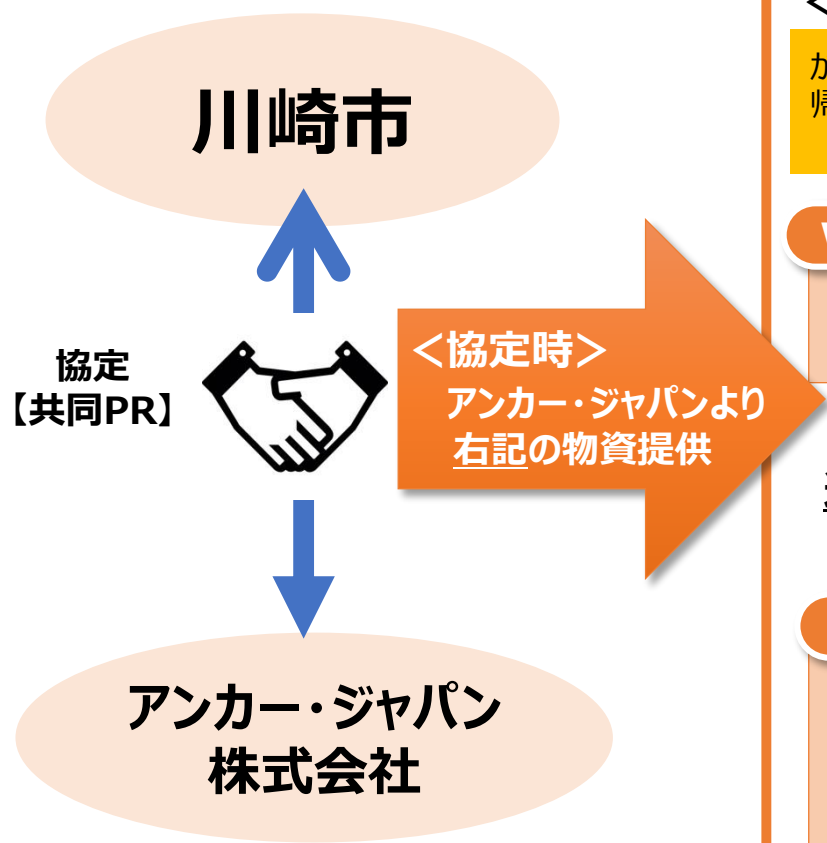 川崎市
協定
【共同PR】
＜協定時＞
アンカー・ジャパンより
右記の物資提供
アンカー・ジャパン
株式会社
＜
か
帰